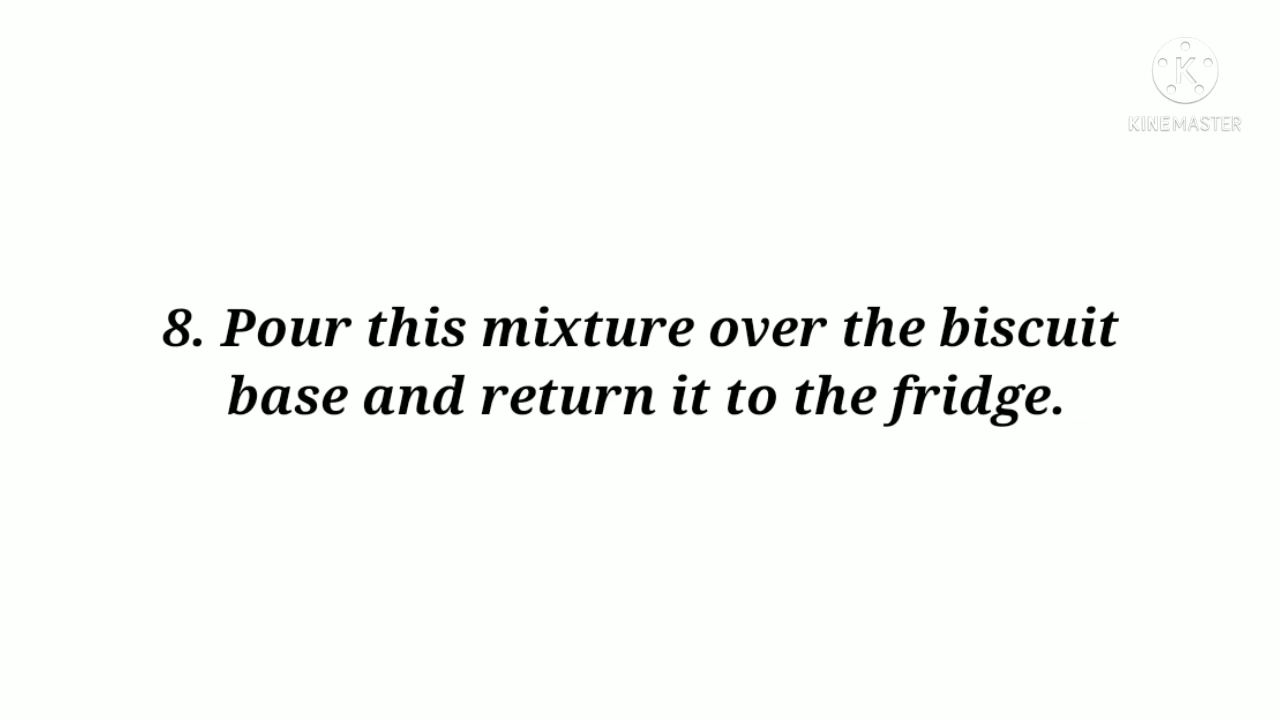 K
KINEMASTER
8. Pour this mixture over the biscuit
base and return it to the fridge.